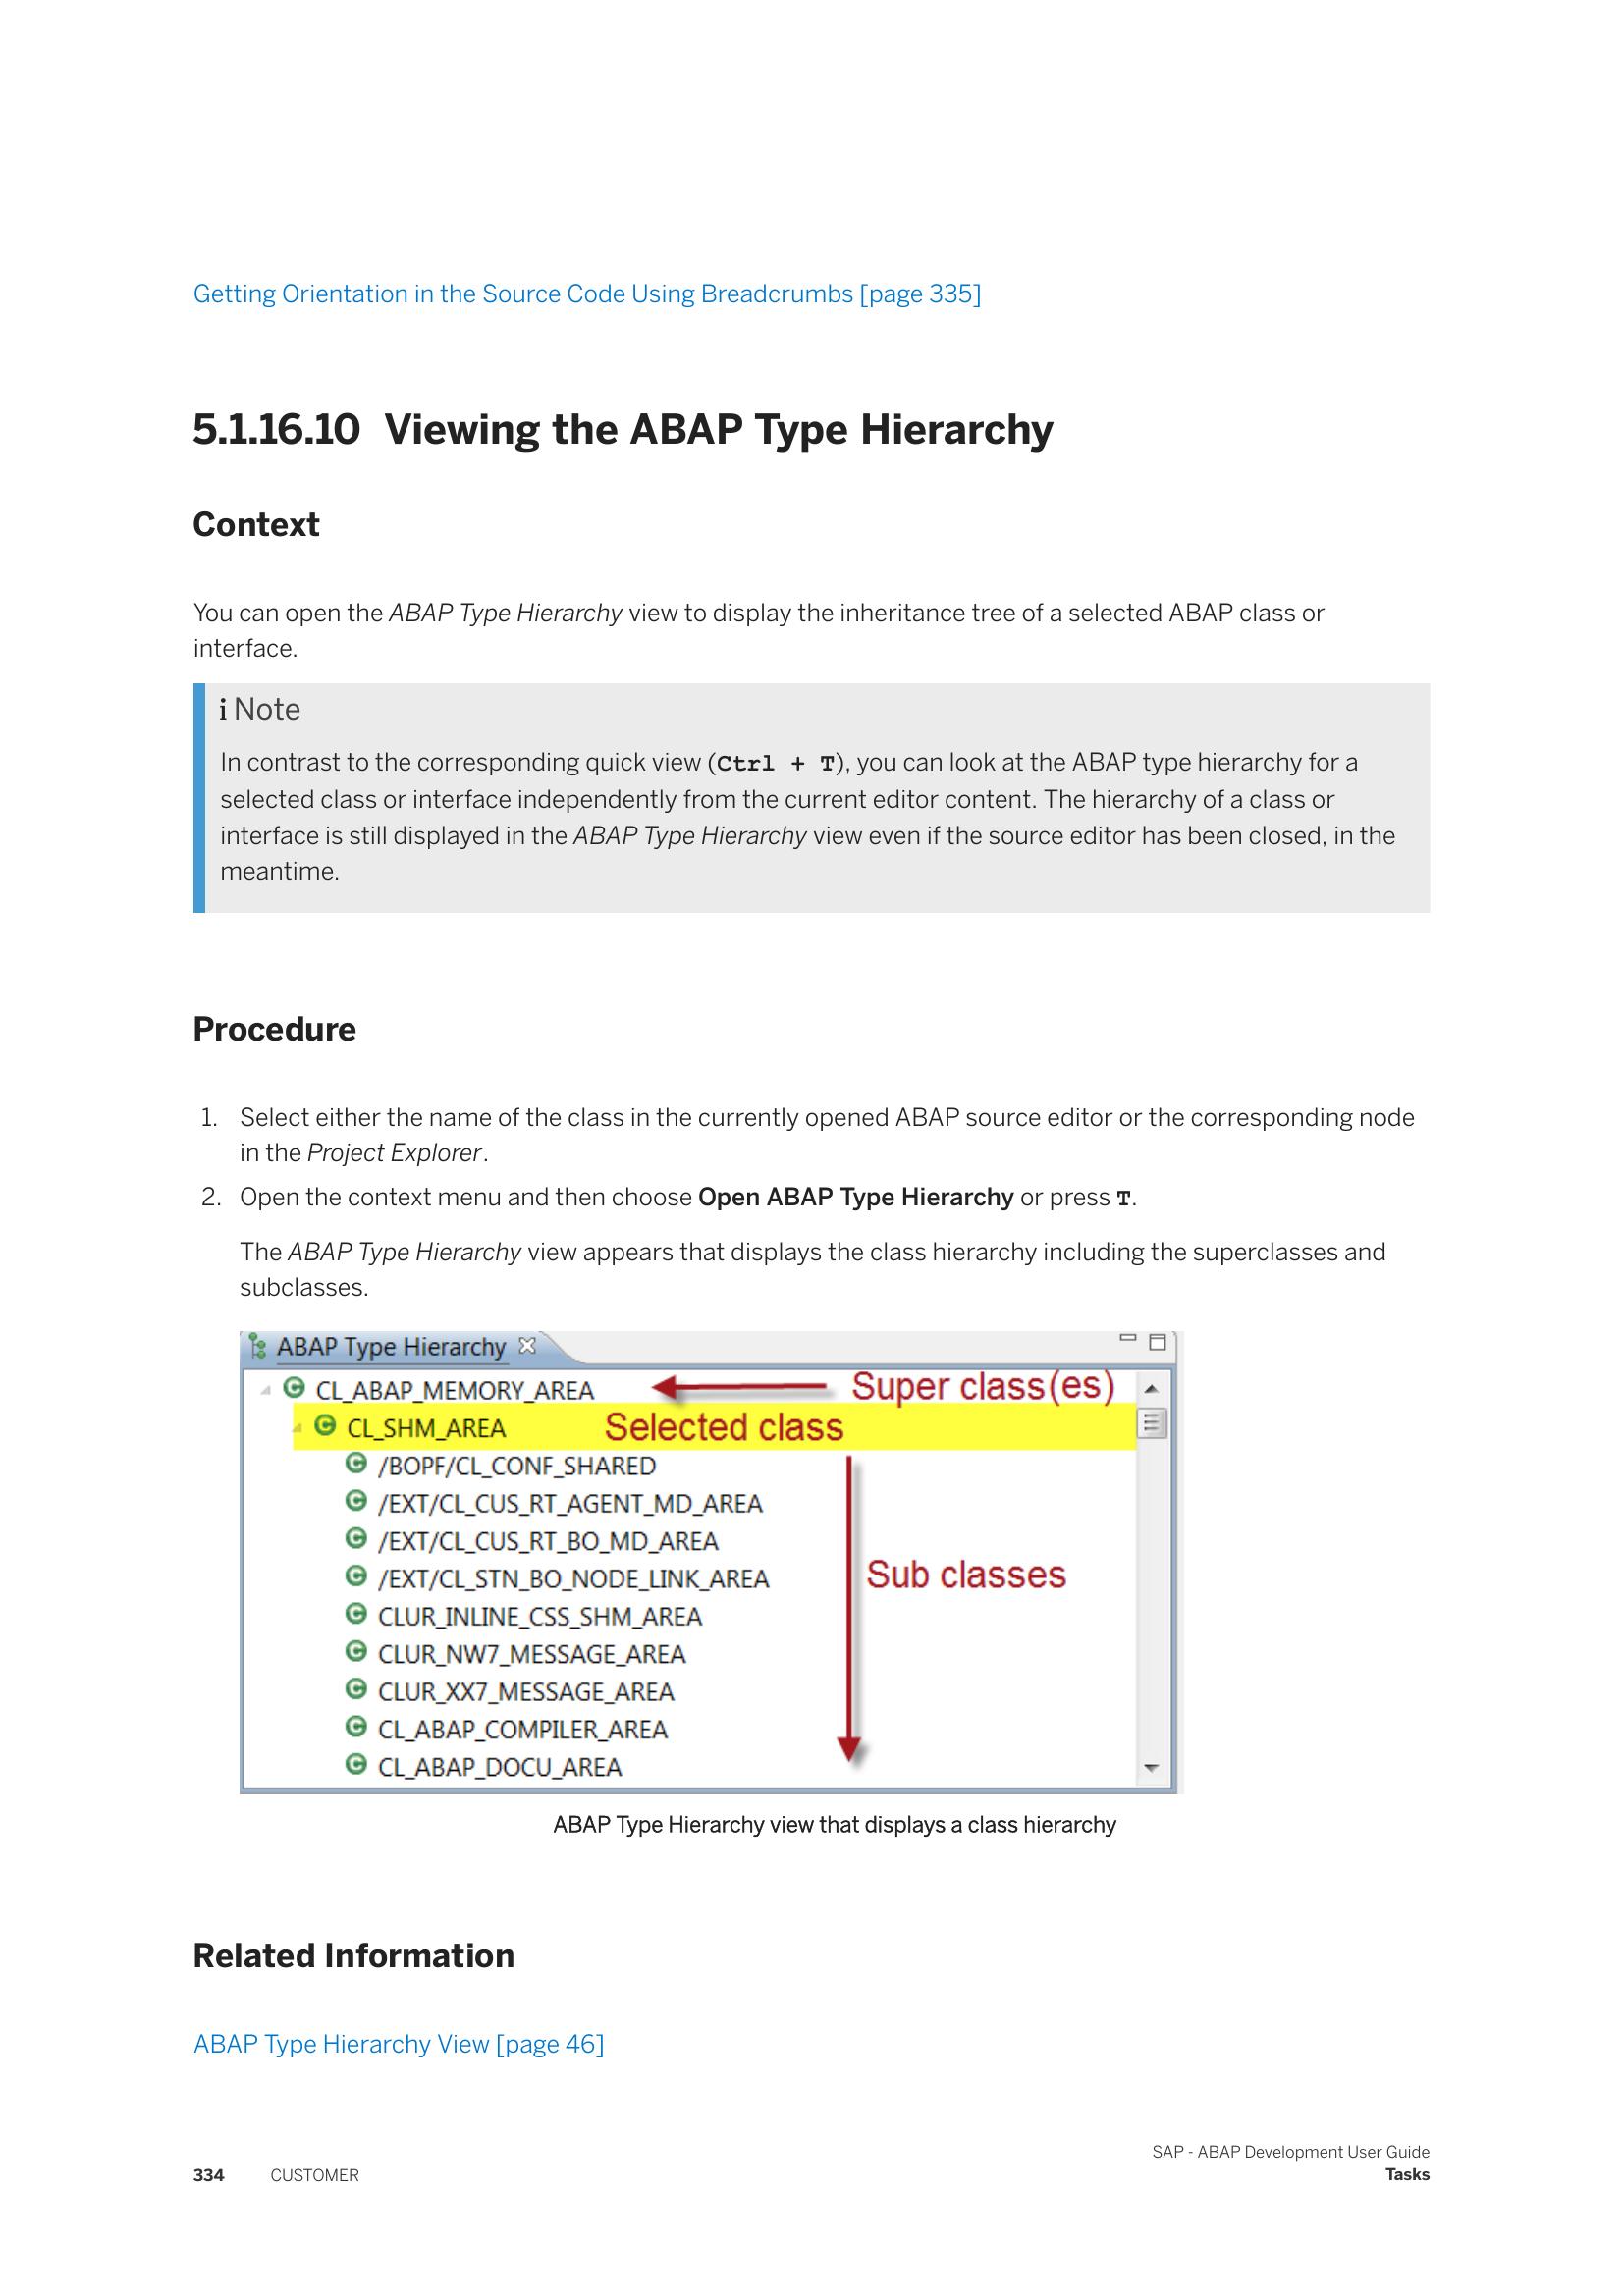 Getting Orientation in the Source Code Using Breadcrumbs [page 335]
5.1.16.10 Viewing the ABAP Type Hierarchy
Context
You can open the ABAP Type Hierarchy view to display the inheritance tree of a selected ABAP class or
interface.
i Note
In contrast to the corresponding quick view (Ctrl + T), you can look at the ABAP type hierarchy for a
selected class or interface independently from the current editor content. The hierarchy of a class or
interface is still displayed in the ABAP Type Hierarchy view even if the source editor has been closed, in the
meantime.
Procedure
1. Select either the name of the class in the currently opened ABAP source editor or the corresponding node
in the Project Explorer.
2. Open the context menu and then choose Open ABAP Type Hierarchy or press T.
The ABAP Type Hierarchy view appears that displays the class hierarchy including the superclasses and
subclasses.
ABAP Type Hierarchy
CL_ABAP_MEMORY_AREA Super class(es)
CL_SHM_AREA Selected class
/BOPF/CL_CONF_SHARED
/EXT/CL_CUS_RT_AGENT_MD_AREA
/EXT/CL_CUS_RT_BO_MD_AREA
/EXT/CL_STN_BO_NODE_LINK_AREA Sub classes
CLUR_INLINE_CSS_SHM_AREA
CLUR_NW7_MESSAGE_AREA
CLUR_XX7_MESSAGE_AREA
CL_ABAP_COMPILER_AREA
CL_ABAP_DOCU_AREA
ABAP Type Hierarchy view that displays a class hierarchy
Related Information
ABAP Type Hierarchy View [page 46]
SAP - ABAP Development User Guide
334 CUSTOMER Tasks